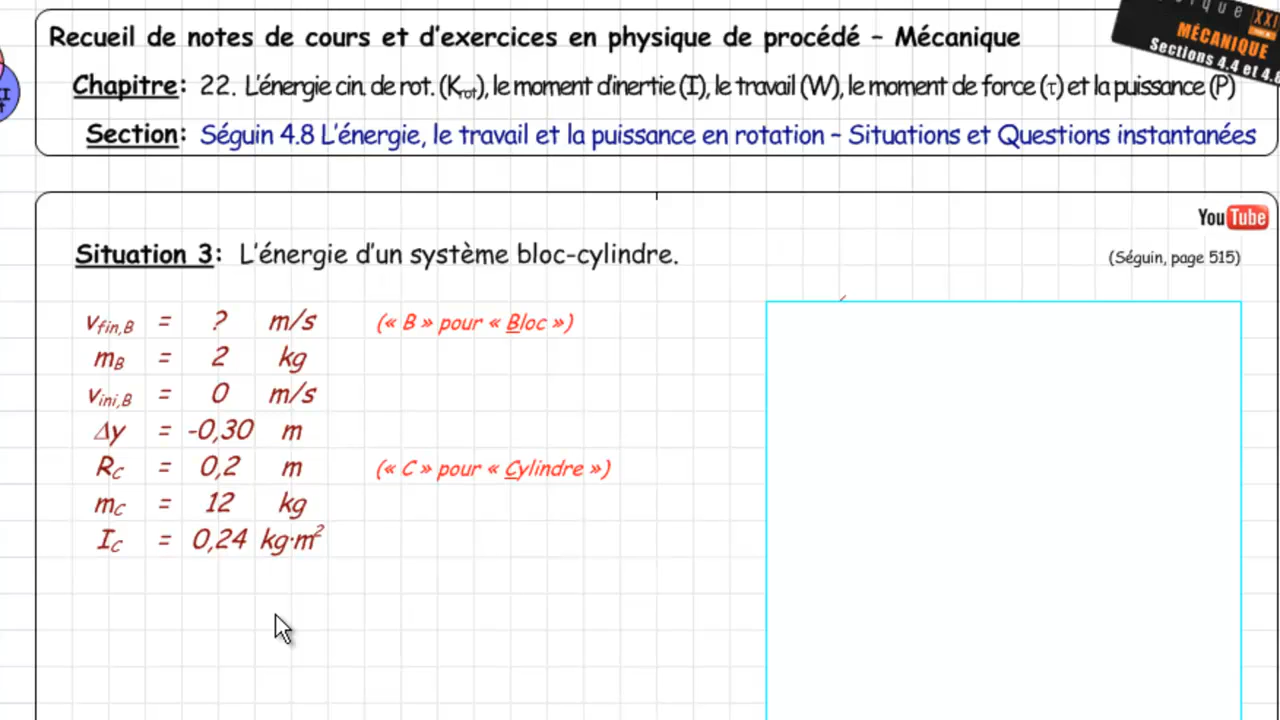 Recueil de notes de cours et d'exercices en physique de procédé – Mécanique
XXI
MÉCANIQUE
Sections 4.4 et 4.8
Chapitre: 22. L'énergie cin. de rot. (Krot), le moment d'inertie (I), le travail (W), le moment de force (τ) et la puissance (P)
XI
Section: Séguin 4.8 L'énergie, le travail et la puissance en rotation – Situations et Questions instantanées
YouTube
Situation 3: L'énergie d'un système bloc-cylindre.
(Séguin, page 515)
vfin,B = ? m/s (« B » pour « Bloc »)
mB = 2 kg
vini,B = 0 m/s
Δy = -0,30 m
RC = 0,2 m (« C » pour « Cylindre »)
mC = 12 kg
IC = 0,24 kg·m²